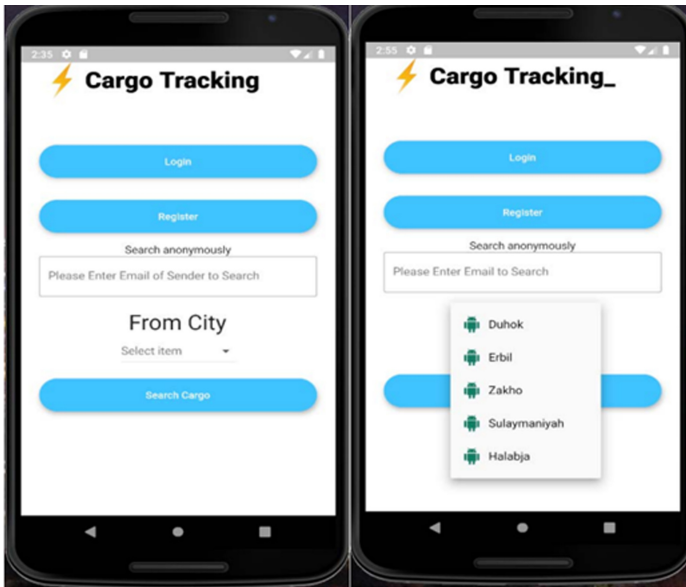 2:35
Cargo Tracking
Login
Register
Search anonymously
Please Enter Email of Sender to Search
From City
Select item
Search Cargo
2:55
Cargo Tracking_
Login
Register
Search anonymously
Please Enter Email to Search
Duhok
Erbil
Zakho
Sulaymaniyah
Halabja